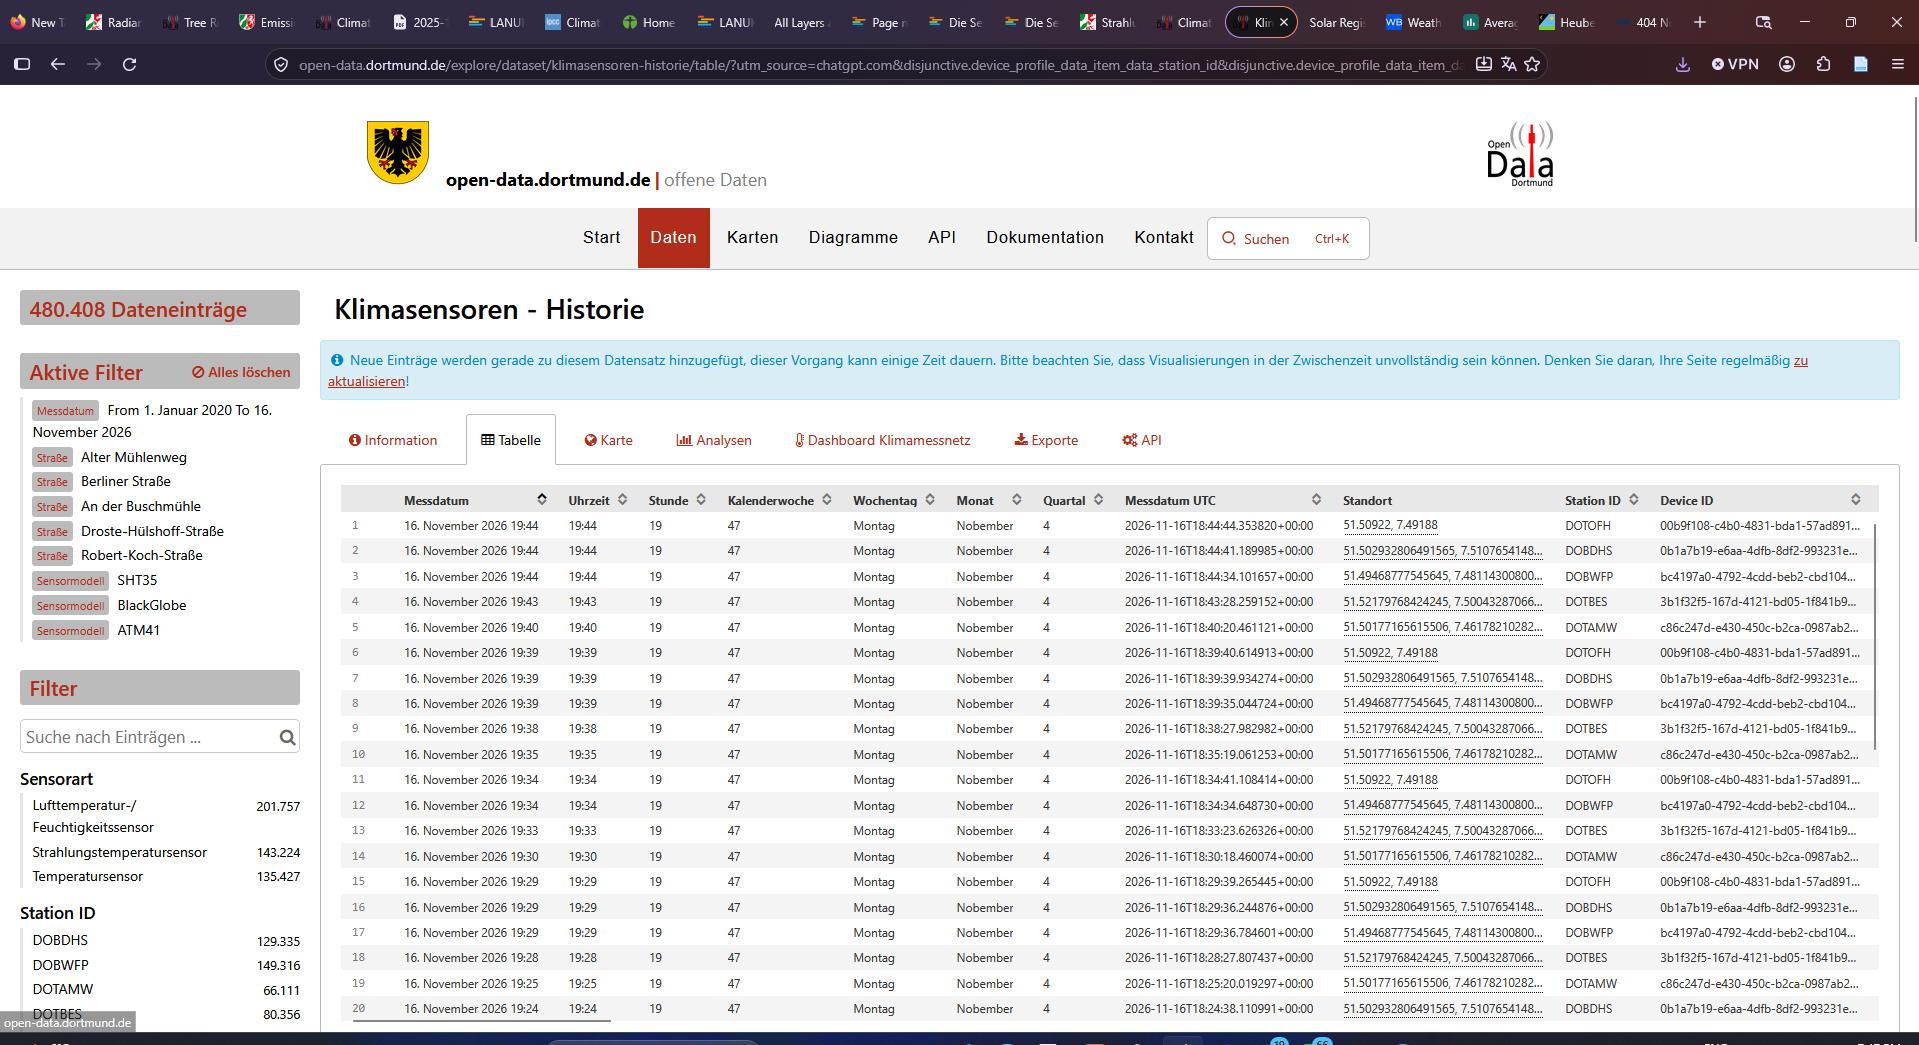 New T
Radiar
Tree R
Emissi
Climat
2025-
LANU
Climat
Home
LANU
All Layers
Page n
Die Se
Die Se
Strahlu
Climat
Klin
Solar Regis
Weath
Averag
Heube
404 N
open-data.dortmund.de/explore/dataset/klimasensoren-historie/table/?utm_source=chatgpt.com&disjunctive.device_profile_data_item_data_station_id&disjunctive.device_profile_data_item_da
VPN
open-data.dortmund.de | offene Daten
Open
Data
Dortmund
Start Daten Karten Diagramme API Dokumentation Kontakt Suchen Ctrl+K
480.408 Dateneinträge
Aktive Filter Alles löschen
Messdatum From 1. Januar 2020 To 16.
November 2026
Straße Alter Mühlenweg
Straße Berliner Straße
Straße An der Buschmühle
Straße Droste-Hülshoff-Straße
Straße Robert-Koch-Straße
Sensormodell SHT35
Sensormodell BlackGlobe
Sensormodell ATM41
Filter
Suche nach Einträgen ...
Sensorart
Lufttemperatur-/ 201.757
Feuchtigkeitssensor
Strahlungstemperatursensor 143.224
Temperatursensor 135.427
Station ID
DOBDHS 129.335
DOBWFP 149.316
DOTAMW 66.111
DOTBES 80.356
open-data.dortmund.de
Klimasensoren - Historie
Neue Einträge werden gerade zu diesem Datensatz hinzugefügt, dieser Vorgang kann einige Zeit dauern. Bitte beachten Sie, dass Visualisierungen in der Zwischenzeit unvollständig sein können. Denken Sie daran, Ihre Seite regelmäßig zu
aktualisieren!
Information Tabelle Karte Analysen Dashboard Klimamessnetz Exporte API
Messdatum Uhrzeit Stunde Kalenderwoche Wochentag Monat Quartal Messdatum UTC Standort Station ID Device ID
1 16. November 2026 19:44 19:44 19 47 Montag Nobember 4 2026-11-16T18:44:44.353820+00:00 51.50922, 7.49188 DOTOFH 00b9f108-c4b0-4831-bda1-57ad891...
2 16. November 2026 19:44 19:44 19 47 Montag Nobember 4 2026-11-16T18:44:41.189985+00:00 51.502932806491565, 7.5107654148... DOBDHS 0b1a7b19-e6aa-4dfb-8df2-993231e...
3 16. November 2026 19:44 19:44 19 47 Montag Nobember 4 2026-11-16T18:44:34.101657+00:00 51.49468777545645, 7.48114300800... DOBWFP bc4197a0-4792-4cdd-beb2-cbd104...
4 16. November 2026 19:43 19:43 19 47 Montag Nobember 4 2026-11-16T18:43:28.259152+00:00 51.52179768424245, 7.50043287066... DOTBES 3b1f32f5-167d-4121-bd05-1f841b9...
5 16. November 2026 19:40 19:40 19 47 Montag Nobember 4 2026-11-16T18:40:20.461121+00:00 51.50177165615506, 7.46178210282... DOTAMW c86c247d-e430-450c-b2ca-0987ab2...
6 16. November 2026 19:39 19:39 19 47 Montag Nobember 4 2026-11-16T18:39:40.614913+00:00 51.50922, 7.49188 DOTOFH 00b9f108-c4b0-4831-bda1-57ad891...
7 16. November 2026 19:39 19:39 19 47 Montag Nobember 4 2026-11-16T18:39:39.934274+00:00 51.502932806491565, 7.5107654148... DOBDHS 0b1a7b19-e6aa-4dfb-8df2-993231e...
8 16. November 2026 19:39 19:39 19 47 Montag Nobember 4 2026-11-16T18:39:35.044724+00:00 51.49468777545645, 7.48114300800... DOBWFP bc4197a0-4792-4cdd-beb2-cbd104...
9 16. November 2026 19:38 19:38 19 47 Montag Nobember 4 2026-11-16T18:38:27.982982+00:00 51.52179768424245, 7.50043287066... DOTBES 3b1f32f5-167d-4121-bd05-1f841b9...
10 16. November 2026 19:35 19:35 19 47 Montag Nobember 4 2026-11-16T18:35:19.061253+00:00 51.50177165615506, 7.46178210282... DOTAMW c86c247d-e430-450c-b2ca-0987ab2...
11 16. November 2026 19:34 19:34 19 47 Montag Nobember 4 2026-11-16T18:34:41.108414+00:00 51.50922, 7.49188 DOTOFH 00b9f108-c4b0-4831-bda1-57ad891...
12 16. November 2026 19:34 19:34 19 47 Montag Nobember 4 2026-11-16T18:34:34.648730+00:00 51.49468777545645, 7.48114300800... DOBWFP bc4197a0-4792-4cdd-beb2-cbd104...
13 16. November 2026 19:33 19:33 19 47 Montag Nobember 4 2026-11-16T18:33:23.626326+00:00 51.52179768424245, 7.50043287066... DOTBES 3b1f32f5-167d-4121-bd05-1f841b9...
14 16. November 2026 19:30 19:30 19 47 Montag Nobember 4 2026-11-16T18:30:18.460074+00:00 51.50177165615506, 7.46178210282... DOTAMW c86c247d-e430-450c-b2ca-0987ab2...
15 16. November 2026 19:29 19:29 19 47 Montag Nobember 4 2026-11-16T18:29:39.265445+00:00 51.50922, 7.49188 DOTOFH 00b9f108-c4b0-4831-bda1-57ad891...
16 16. November 2026 19:29 19:29 19 47 Montag Nobember 4 2026-11-16T18:29:36.244876+00:00 51.502932806491565, 7.5107654148... DOBDHS 0b1a7b19-e6aa-4dfb-8df2-993231e...
17 16. November 2026 19:29 19:29 19 47 Montag Nobember 4 2026-11-16T18:29:36.784601+00:00 51.49468777545645, 7.48114300800... DOBWFP bc4197a0-4792-4cdd-beb2-cbd104...
18 16. November 2026 19:28 19:28 19 47 Montag Nobember 4 2026-11-16T18:28:27.807437+00:00 51.52179768424245, 7.50043287066... DOTBES 3b1f32f5-167d-4121-bd05-1f841b9...
19 16. November 2026 19:25 19:25 19 47 Montag Nobember 4 2026-11-16T18:25:20.019297+00:00 51.50177165615506, 7.46178210282... DOTAMW c86c247d-e430-450c-b2ca-0987ab2...
20 16. November 2026 19:24 19:24 19 47 Montag Nobember 4 2026-11-16T18:24:38.110991+00:00 51.502932806491565, 7.5107654148... DOBDHS 0b1a7b19-e6aa-4dfb-8df2-993231e...